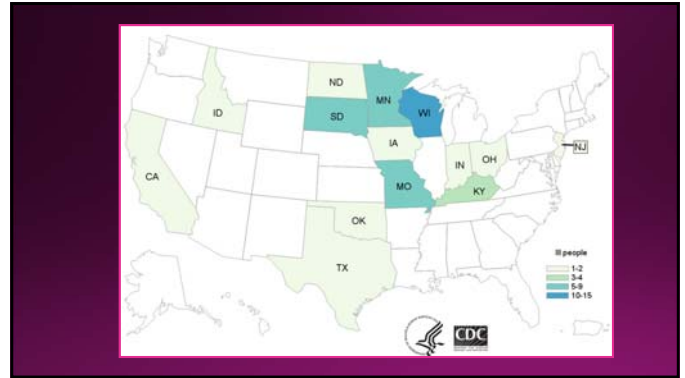 ND
MN
ID
SD
WI
IA
NJ
OH
IN
CA
MO
KY
OK
TX
Ill people
1-2
3-4
5-9
10-15
CDC